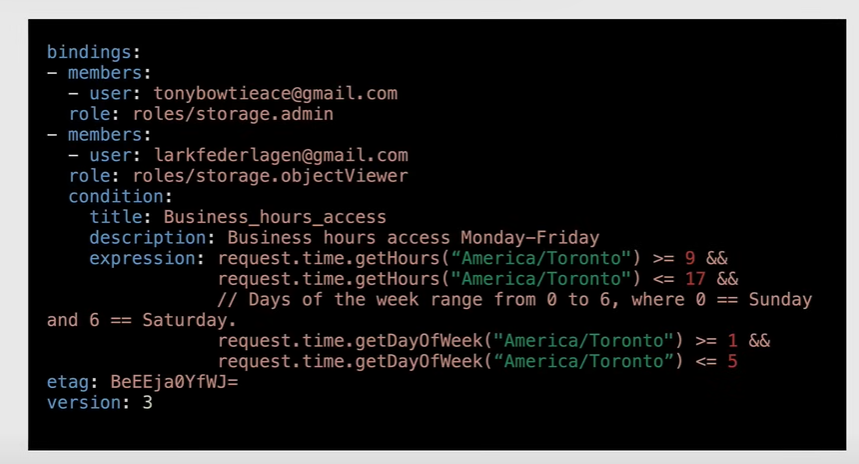 bindings:
- members:
  - user: tonybowtieace@gmail.com
  role: roles/storage.admin
- members:
  - user: larkfederlagen@gmail.com
  role: roles/storage.objectViewer
  condition:
    title: Business_hours_access
    description: Business hours access Monday-Friday
    expression: request.time.getHours(“America/Toronto") >= 9 &&
                request.time.getHours("America/Toronto") <= 17 &&
                // Days of the week range from 0 to 6, where 0 == Sunday
and 6 == Saturday.
                request.time.getDayOfWeek("America/Toronto") >= 1 &&
                request.time.getDayOfWeek(“America/Toronto”) <= 5
etag: BeEEja0YfWJ=
version: 3